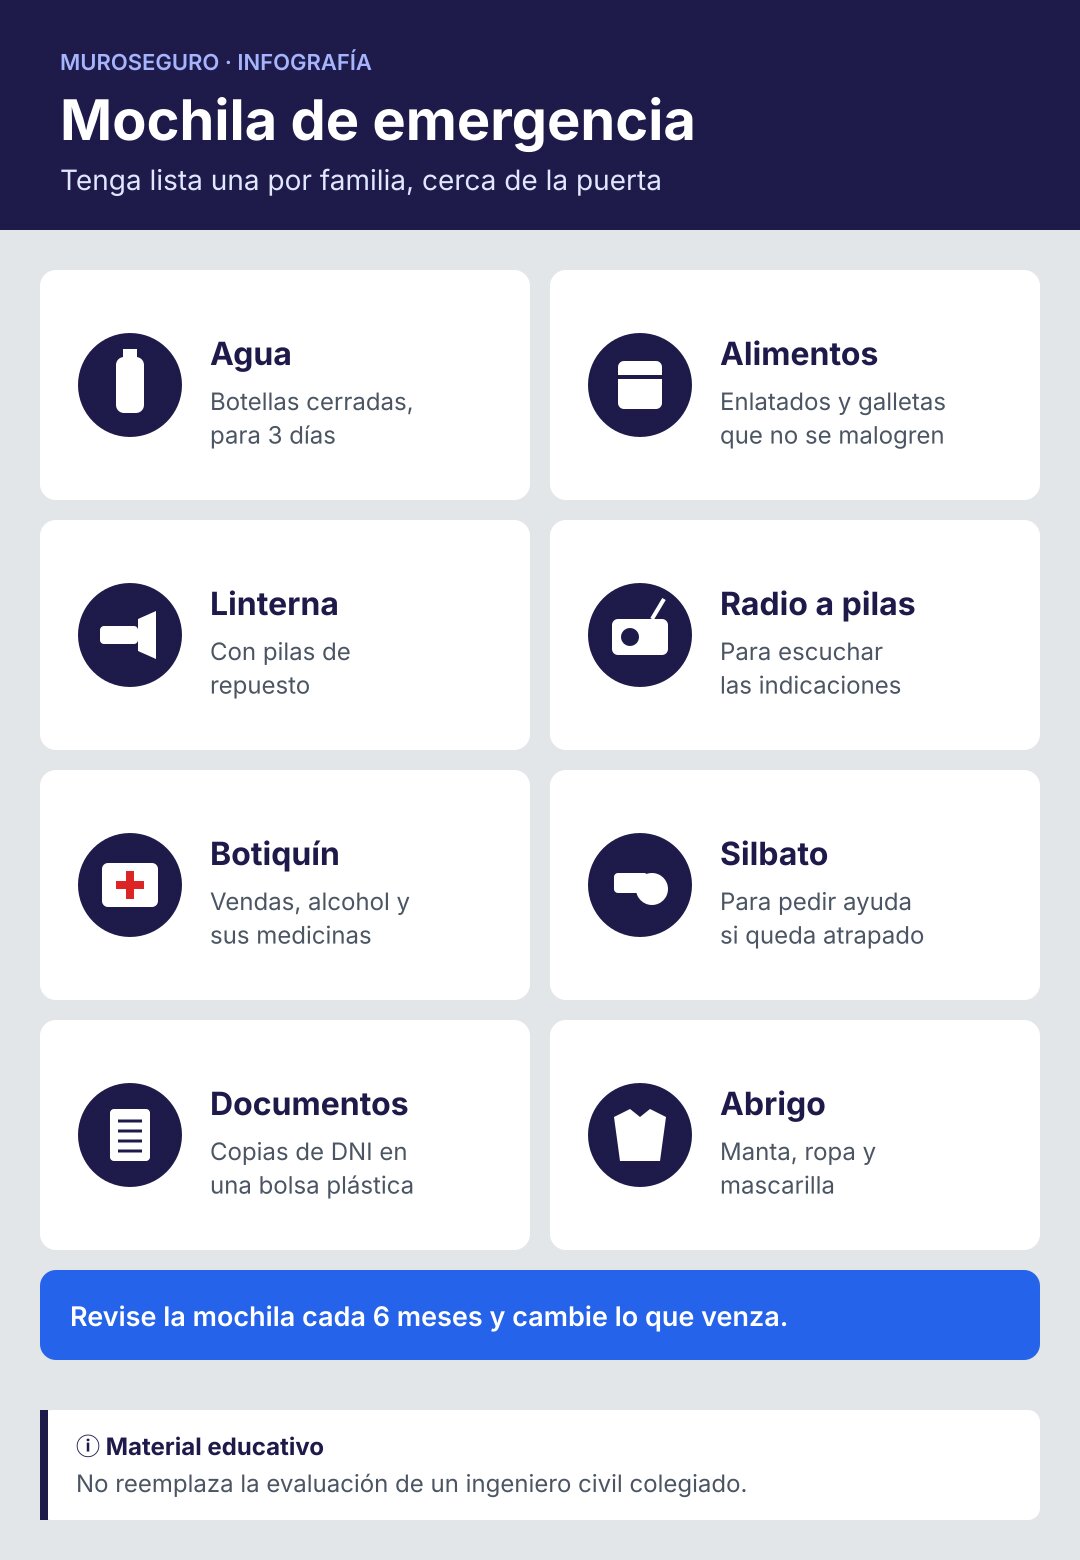 MUROSEGURO · INFOGRAFÍA
Mochila de emergencia
Tenga lista una por familia, cerca de la puerta
Agua
Botellas cerradas,
para 3 días
Alimentos
Enlatados y galletas
que no se malogren
Linterna
Con pilas de
repuesto
Radio a pilas
Para escuchar
las indicaciones
Botiquín
Vendas, alcohol y
sus medicinas
Silbato
Para pedir ayuda
si queda atrapado
Documentos
Copias de DNI en
una bolsa plástica
Abrigo
Manta, ropa y
mascarilla
Revise la mochila cada 6 meses y cambie lo que venza.
ⓘ Material educativo
No reemplaza la evaluación de un ingeniero civil colegiado.